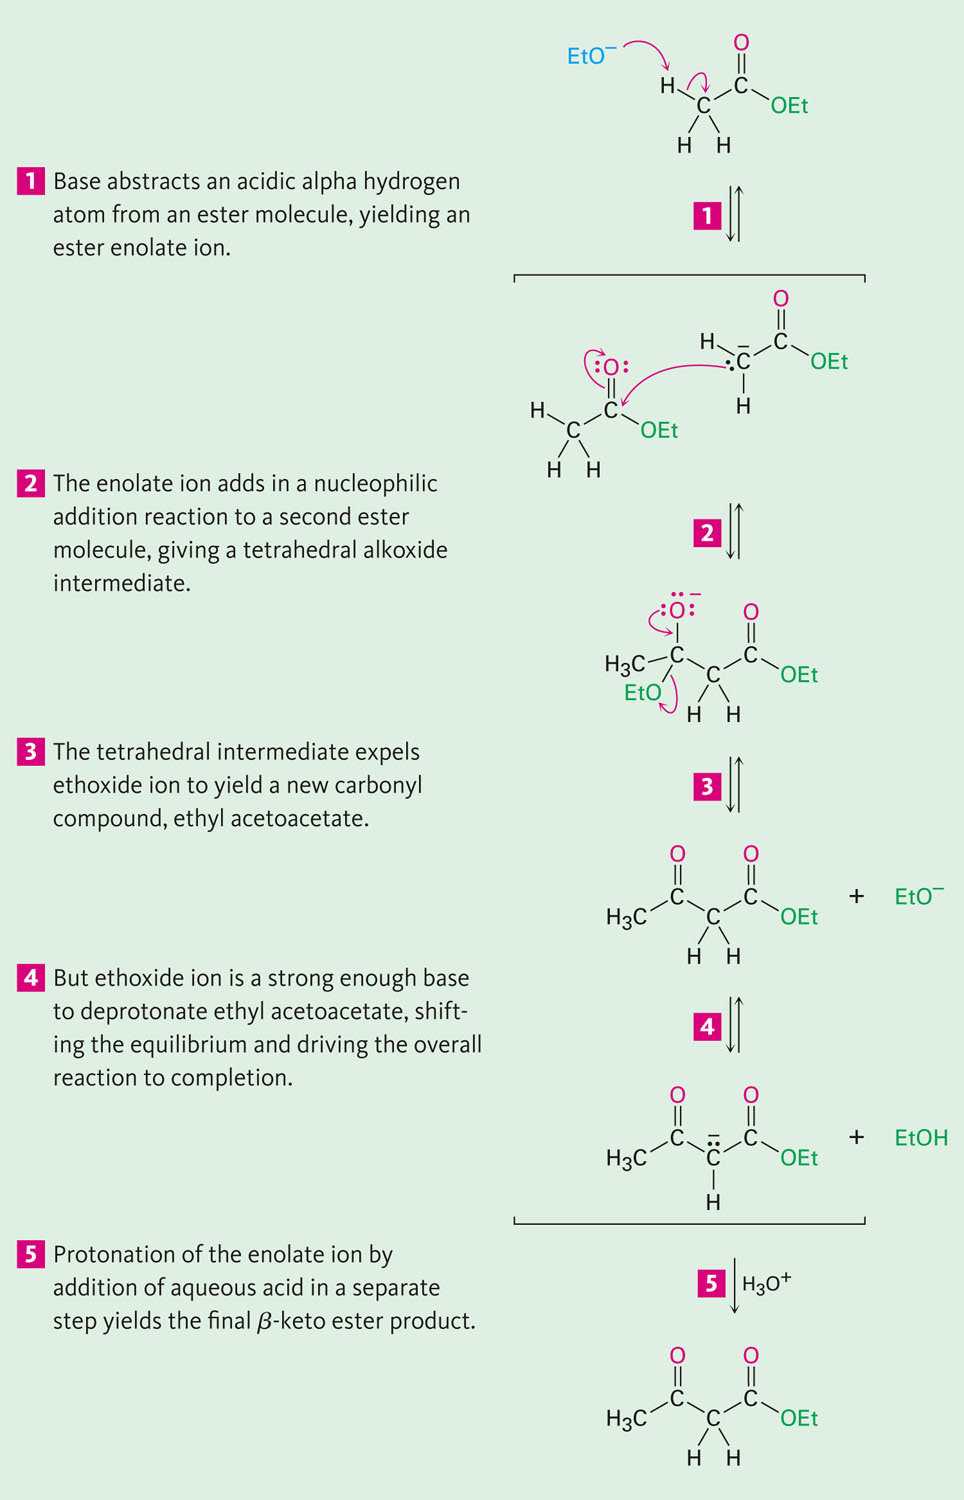 EtO⁻
O
H
C
C
OEt
H H
1 Base abstracts an acidic alpha hydrogen
atom from an ester molecule, yielding an
ester enolate ion.
1
O
H
C
:C̄
OEt
H
:O:
H
C
C
OEt
H H
2 The enolate ion adds in a nucleophilic
addition reaction to a second ester
molecule, giving a tetrahedral alkoxide
intermediate.
2
:Ö:⁻ O
H₃C C C
C OEt
EtO
H H
3 The tetrahedral intermediate expels
ethoxide ion to yield a new carbonyl
compound, ethyl acetoacetate.
3
O O
C C + EtO⁻
H₃C C OEt
H H
4 But ethoxide ion is a strong enough base
to deprotonate ethyl acetoacetate, shift-
ing the equilibrium and driving the overall
reaction to completion.
4
O O
C C + EtOH
H₃C C̈⁻ OEt
H
5 Protonation of the enolate ion by
addition of aqueous acid in a separate
step yields the final β-keto ester product.
5 H₃O⁺
O O
C C
H₃C C OEt
H H